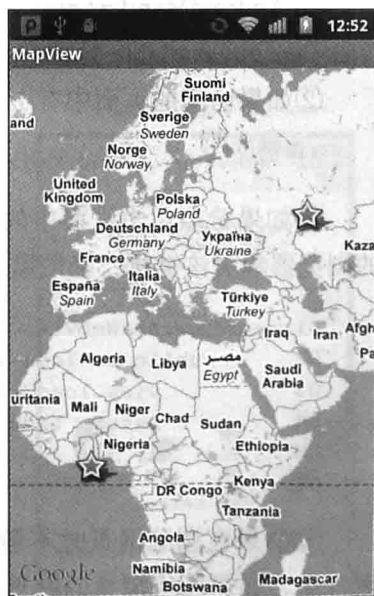 12:52
MapView
Suomi
Finland
Sverige
Sweden
and
Norge
Norway
United
Kingdom
Polska
Poland
Deutschland
Germany
Україна
Ukraine
Kaza
France
Italia
Italy
España
Spain
Türkiye
Turkey
Iraq
Iran
Afgh
Pa
Algeria
Libya
مصر
Egypt
Saudi
Arabia
uritania
Mali
Niger
Chad
Sudan
Nigeria
Ethiopia
DR Congo
Kenya
Tanzania
Angola
Namibia
Botswana
Madagascar
Google